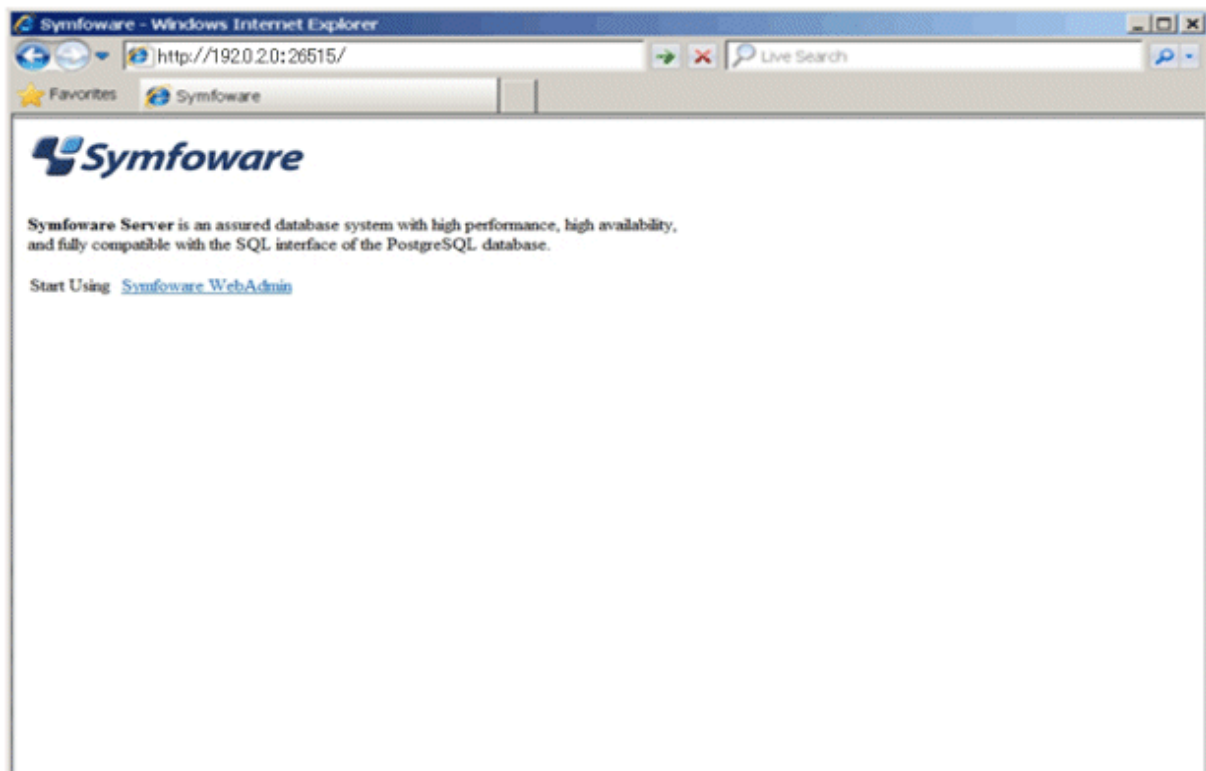 Symfoware - Windows Internet Explorer
http://192.0.2.0:26515/
Live Search
Favorites
Symfoware
Symfoware
Symfoware Server is an assured database system with high performance, high availability,
and fully compatible with the SQL interface of the PostgreSQL database.
Start Using Symfoware WebAdmin